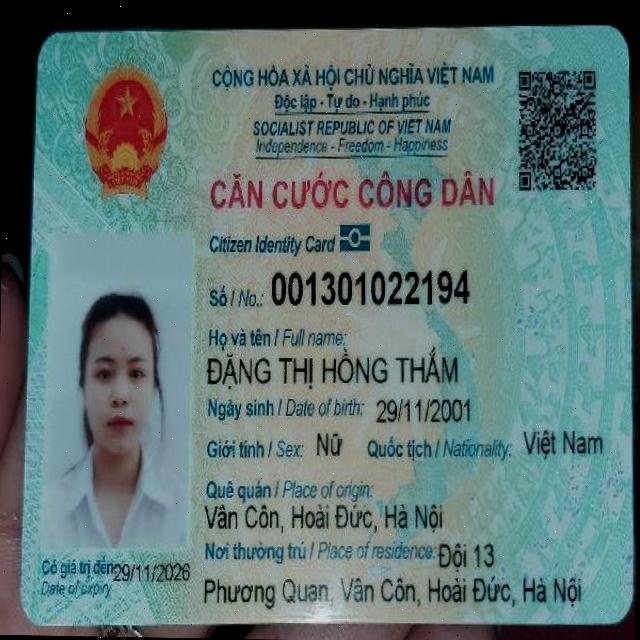 CỘNG HÒA XÃ HỘI CHỦ NGHĨA VIỆT NAM
Độc lập - Tự do - Hạnh phúc
SOCIALIST REPUBLIC OF VIET NAM
Independence - Freedom - Happiness
CĂN CƯỚC CÔNG DÂN
Citizen Identity Card
Số / No.: 001301022194
Họ và tên / Full name:
ĐẶNG THỊ HỒNG THẮM
Ngày sinh / Date of birth: 29/11/2001
Giới tính / Sex: Nữ Quốc tịch / Nationality: Việt Nam
Quê quán / Place of origin:
Vân Côn, Hoài Đức, Hà Nội
Nơi thường trú / Place of residence: Đội 13
Phương Quan, Vân Côn, Hoài Đức, Hà Nội
Có giá trị đến: 29/11/2026
Date of expiry